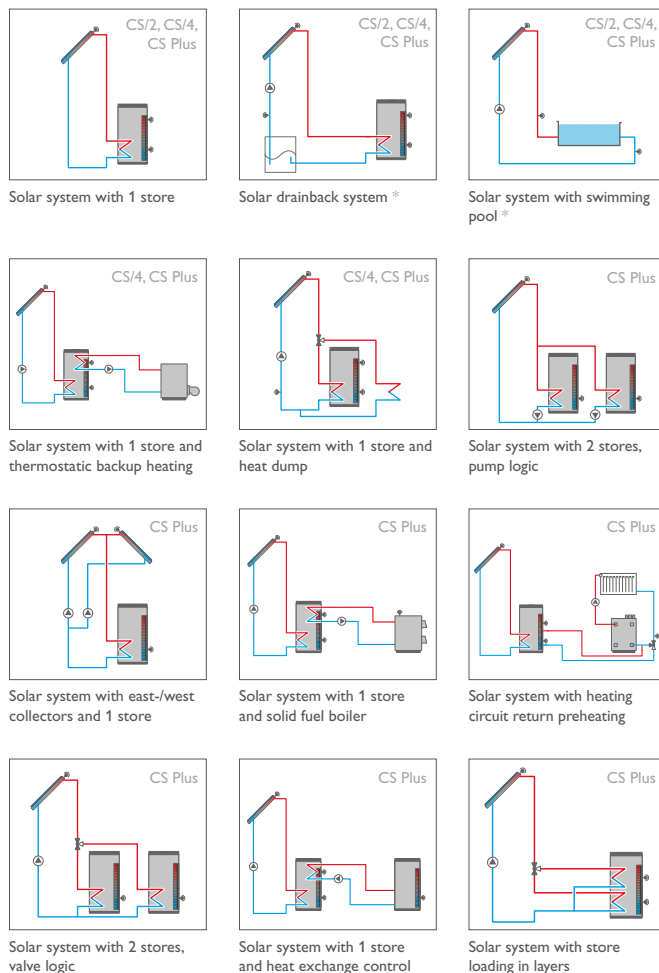 CS/2, CS/4,
CS Plus
Solar system with 1 store
CS/2, CS/4,
CS Plus
Solar drainback system *
CS/2, CS/4,
CS Plus
Solar system with swimming
pool *
CS/4, CS Plus
Solar system with 1 store and
thermostatic backup heating
CS/4, CS Plus
Solar system with 1 store and
heat dump
CS Plus
Solar system with 2 stores,
pump logic
CS Plus
Solar system with east-/west
collectors and 1 store
CS Plus
Solar system with 1 store
and solid fuel boiler
CS Plus
Solar system with heating
circuit return preheating
CS Plus
Solar system with 2 stores,
valve logic
CS Plus
Solar system with 1 store
and heat exchange control
CS Plus
Solar system with store
loading in layers